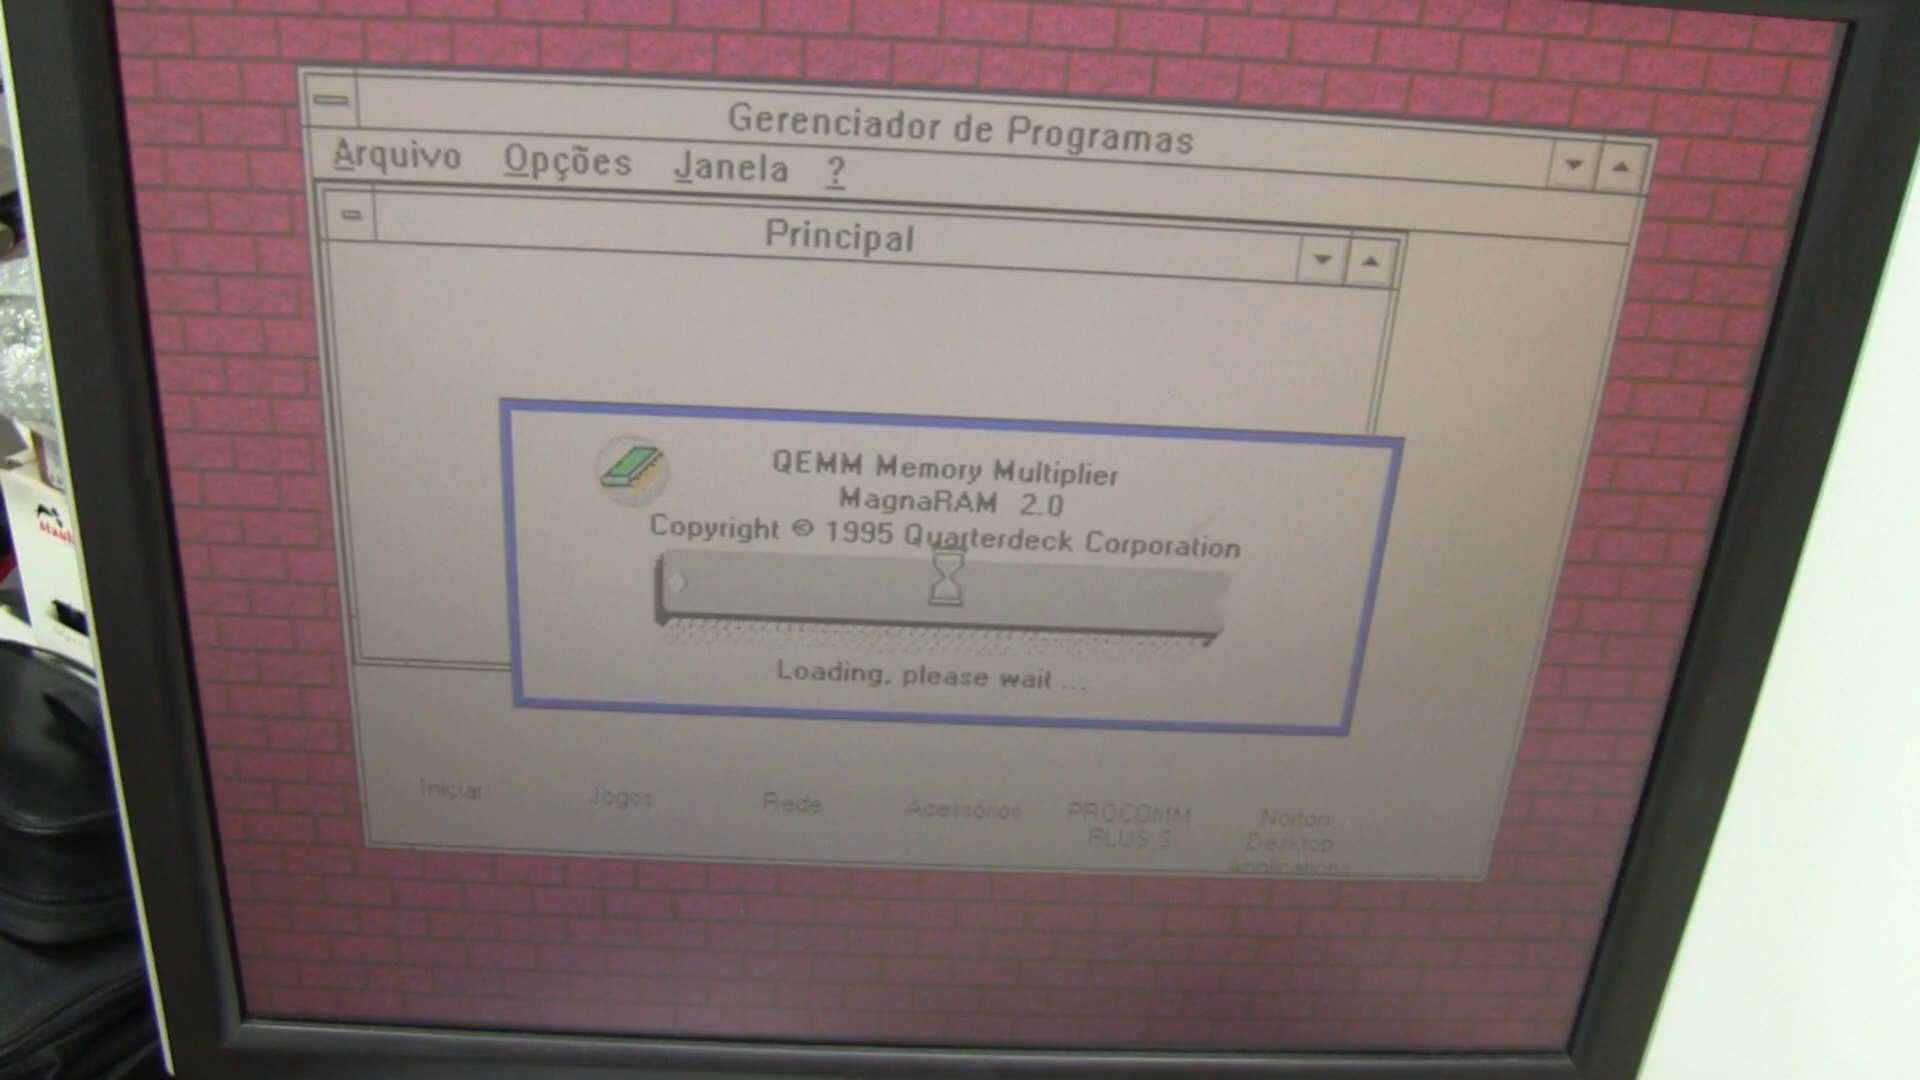 Gerenciador de Programas
Arquivo Opções Janela ?
Principal
QEMM Memory Multiplier
MagnaRAM 2.0
Copyright © 1995 Quarterdeck Corporation
Loading, please wait ...
Iniciar Jogos Rede Acessórios PROCOMM PLUS 3 Norton Desktop Applications